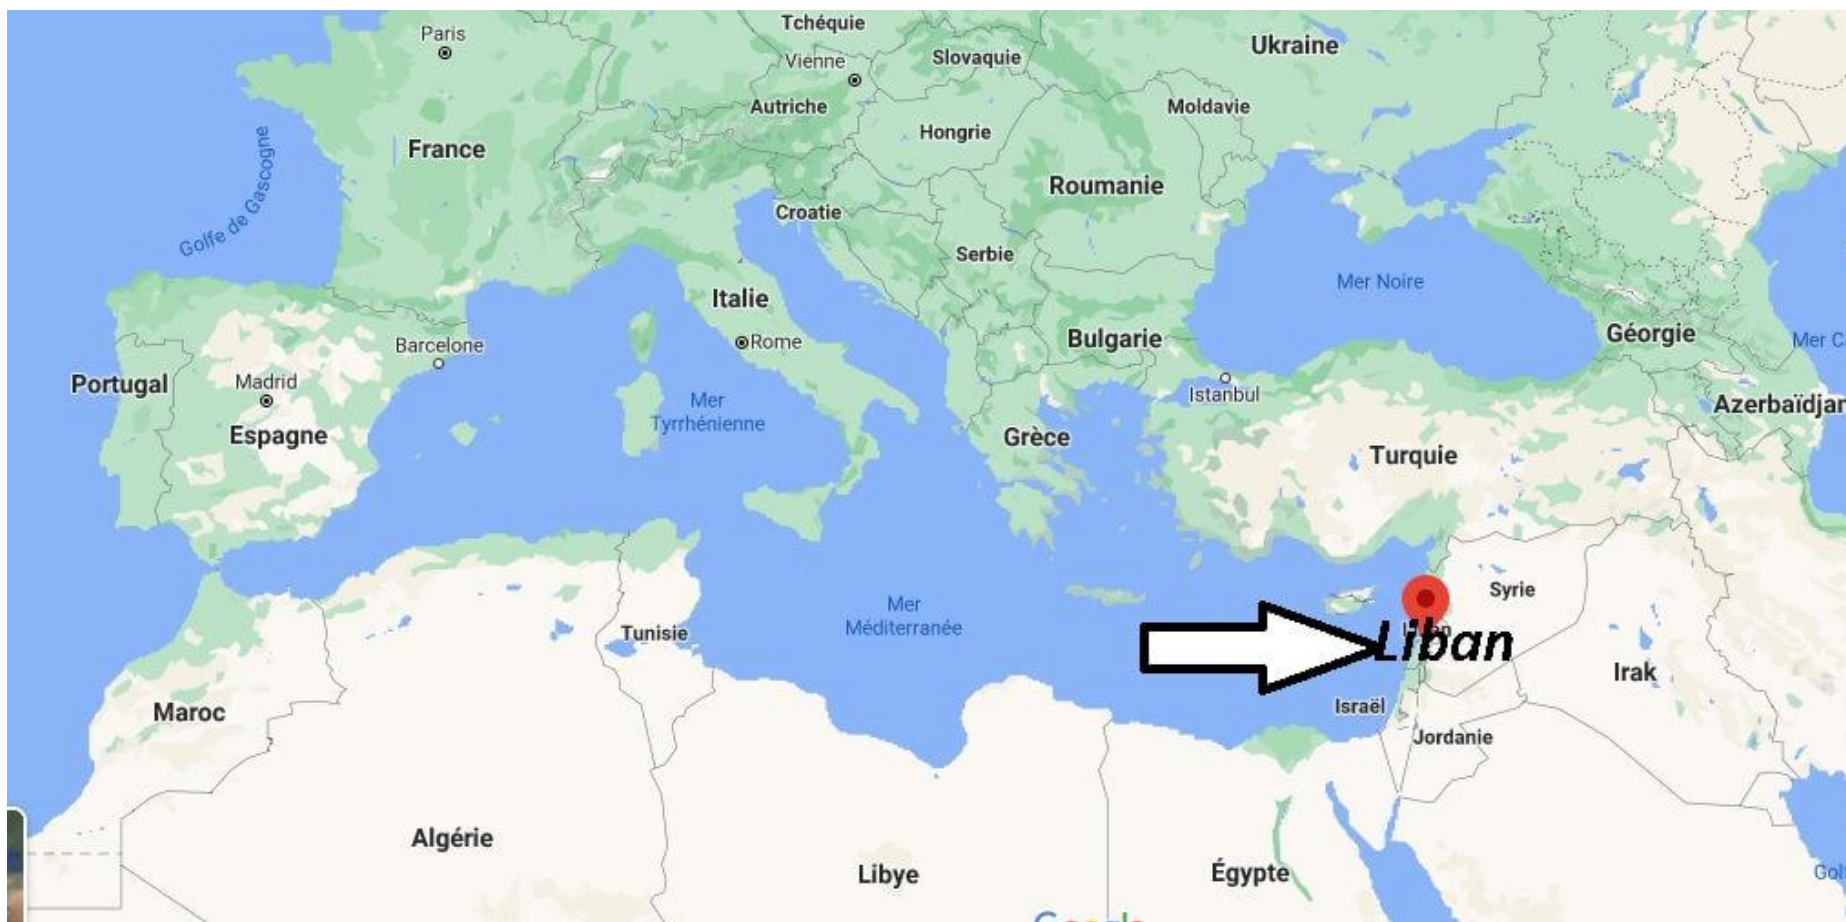 Tchéquie
Paris
Ukraine
Slovaquie
Vienne
Autriche
Moldavie
Hongrie
France
Golfe de Gascogne
Roumanie
Croatie
Serbie
Mer Noire
Italie
Rome
Bulgarie
Géorgie
Mer
Barcelone
Portugal
Madrid
Istanbul
Azerbaïdjan
Mer
Tyrrhénienne
Espagne
Grèce
Turquie
Syrie
Mer
Méditerranée
Tunisie
Liban
Irak
Maroc
Israël
Jordanie
Algérie
Libye
Égypte
Google